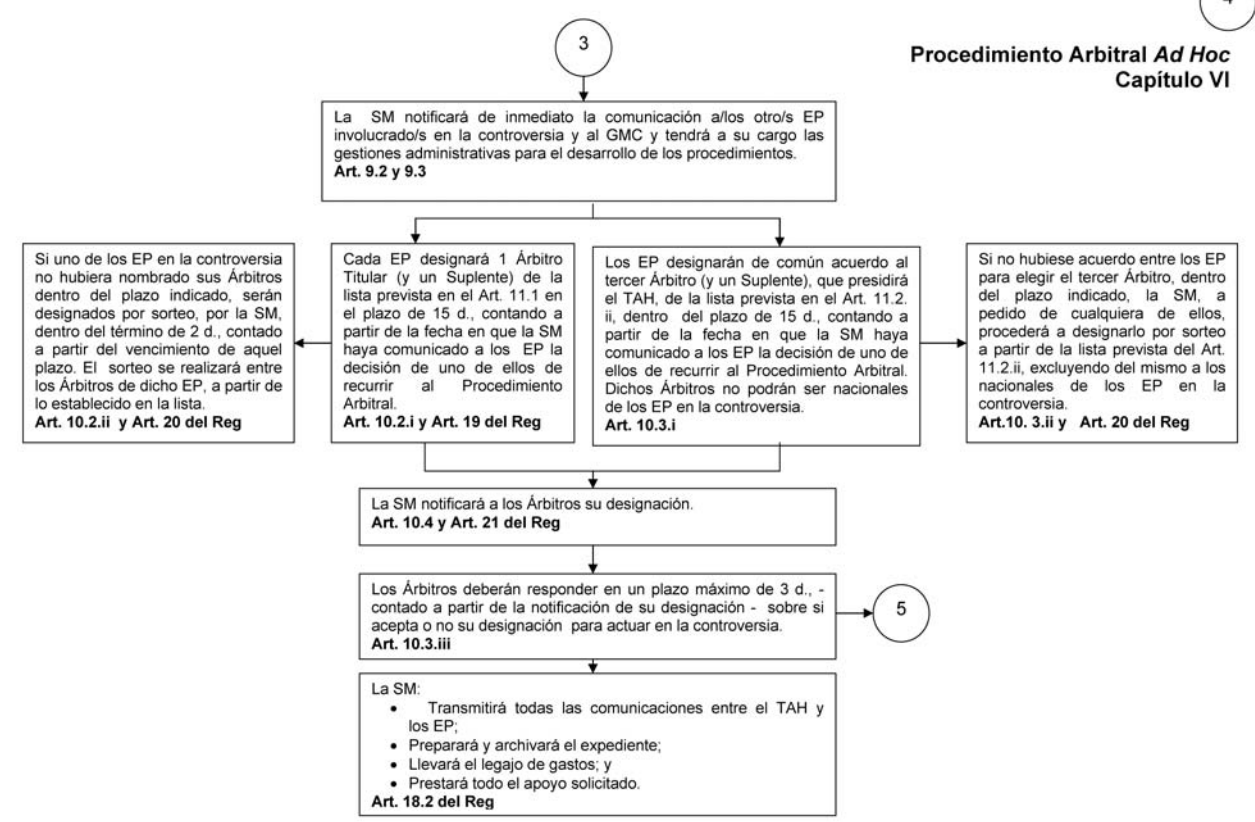 4
3
Procedimiento Arbitral Ad Hoc
Capítulo VI
La SM notificará de inmediato la comunicación a/los otro/s EP
involucrado/s en la controversia y al GMC y tendrá a su cargo las
gestiones administrativas para el desarrollo de los procedimientos.
Art. 9.2 y 9.3
Si uno de los EP en la controversia
no hubiera nombrado sus Árbitros
dentro del plazo indicado, serán
designados por sorteo, por la SM,
dentro del término de 2 d., contado
a partir del vencimiento de aquel
plazo. El sorteo se realizará entre
los Árbitros de dicho EP, a partir de
lo establecido en la lista.
Art. 10.2.ii y Art. 20 del Reg
Cada EP designará 1 Árbitro
Titular (y un Suplente) de la
lista prevista en el Art. 11.1 en
el plazo de 15 d., contando a
partir de la fecha en que la SM
haya comunicado a los EP la
decisión de uno de ellos de
recurrir al Procedimiento
Arbitral.
Art. 10.2.i y Art. 19 del Reg
Los EP designarán de común acuerdo al
tercer Árbitro (y un Suplente), que presidirá
el TAH, de la lista prevista en el Art. 11.2.
ii, dentro del plazo de 15 d., contando a
partir de la fecha en que la SM haya
comunicado a los EP la decisión de uno de
ellos de recurrir al Procedimiento Arbitral.
Dichos Árbitros no podrán ser nacionales
de los EP en la controversia.
Art. 10.3.i
Si no hubiese acuerdo entre los EP
para elegir el tercer Árbitro, dentro
del plazo indicado, la SM, a
pedido de cualquiera de ellos,
procederá a designarlo por sorteo
a partir de la lista prevista del Art.
11.2.ii, excluyendo del mismo a los
nacionales de los EP en la
controversia.
Art.10. 3.ii y Art. 20 del Reg
La SM notificará a los Árbitros su designación.
Art. 10.4 y Art. 21 del Reg
Los Árbitros deberán responder en un plazo máximo de 3 d., -
contado a partir de la notificación de su designación - sobre si
acepta o no su designación para actuar en la controversia.
Art. 10.3.iii
5
La SM:
• Transmitirá todas las comunicaciones entre el TAH y
los EP;
• Preparará y archivará el expediente;
• Llevará el legajo de gastos; y
• Prestará todo el apoyo solicitado.
Art. 18.2 del Reg